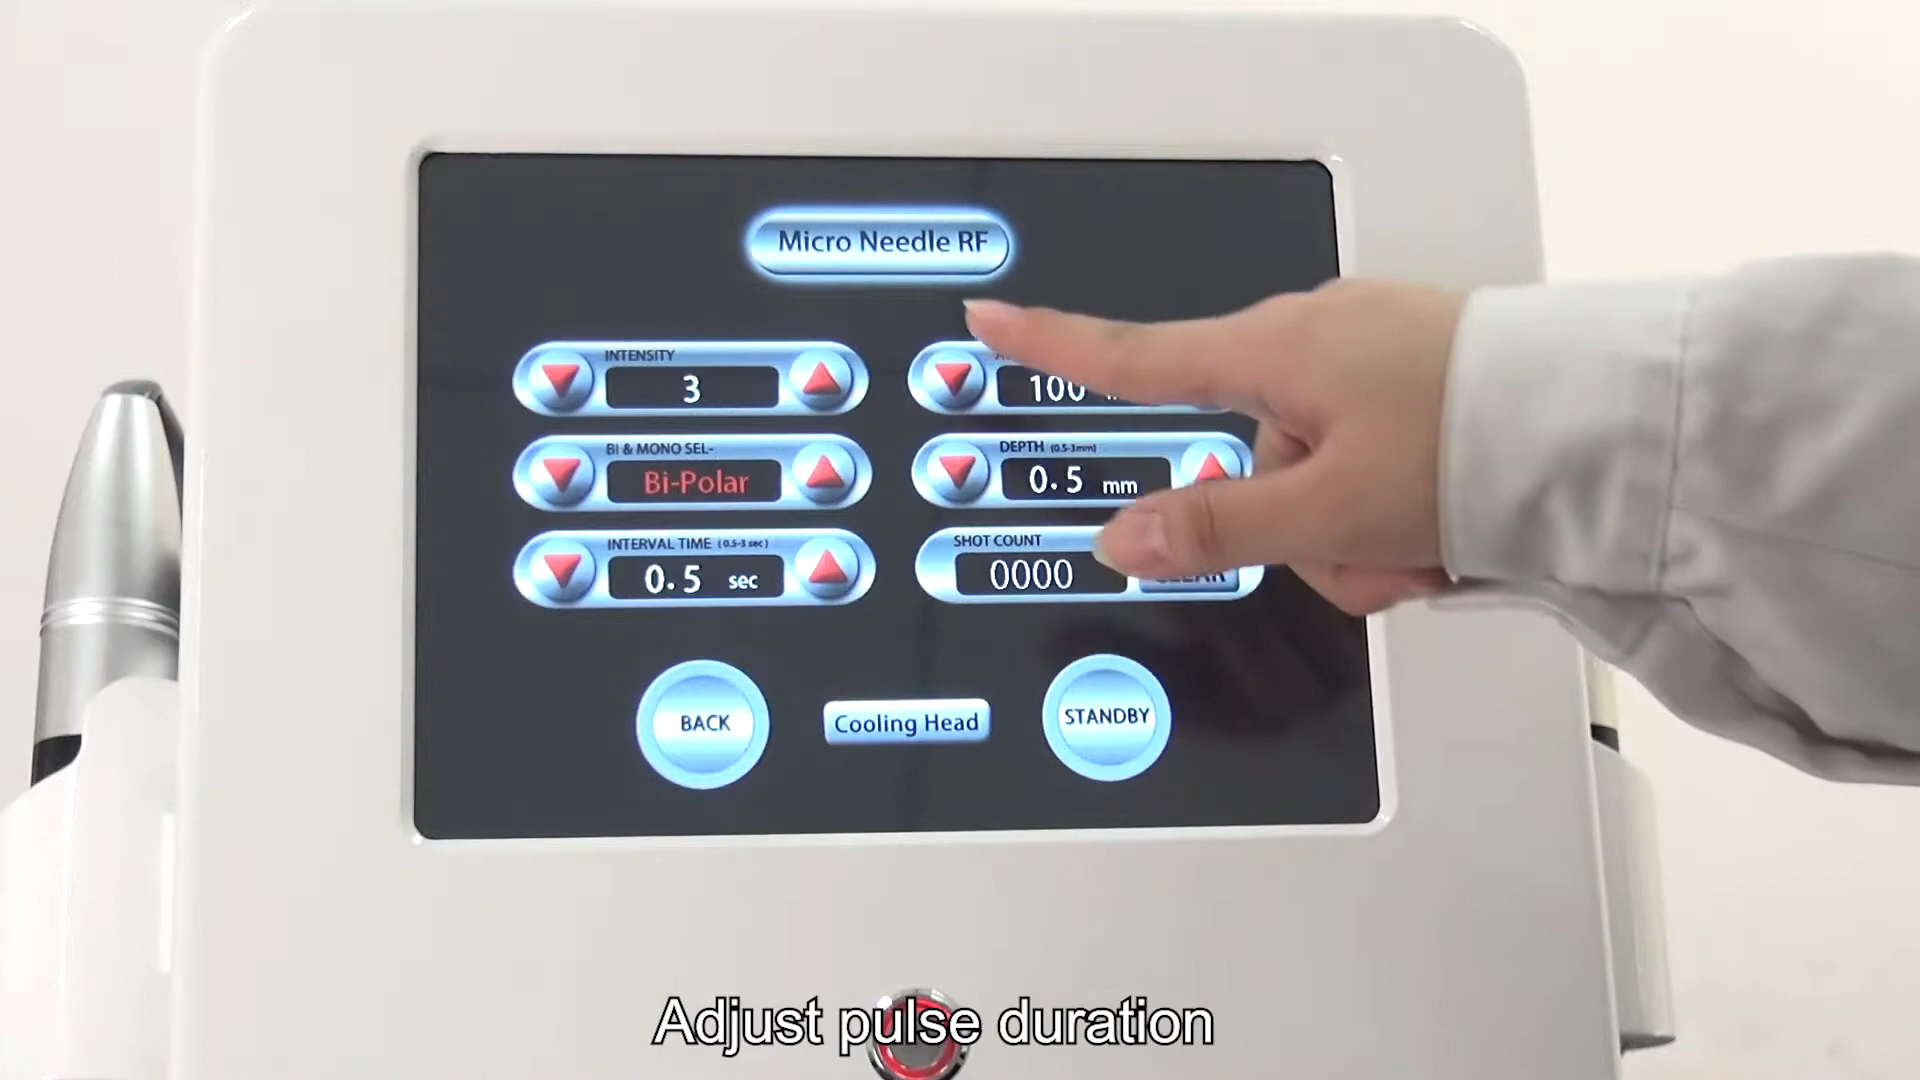 Micro Needle RF
INTENSITY
3
100
BI & MONO SEL-
Bi-Polar
DEPTH (0.5-3mm)
0.5 mm
INTERVAL TIME (0.5-3 sec)
0.5 sec
SHOT COUNT
0000
CLEAR
BACK
Cooling Head
STANDBY
Adjust pulse duration